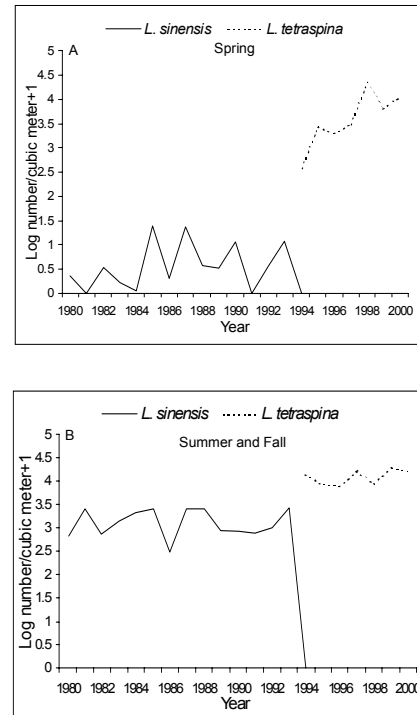 L. sinensis L. tetraspina
A Spring
Log number/cubic meter+1
5
4.5
4
3.5
3
2.5
2
1.5
1
0.5
0
1980 1982 1984 1986 1988 1990 1992 1994 1996 1998 2000
Year
L. sinensis L. tetraspina
B Summer and Fall
Log number/cubic meter+1
5
4.5
4
3.5
3
2.5
2
1.5
1
0.5
0
1980 1982 1984 1986 1988 1990 1992 1994 1996 1998 2000
Year